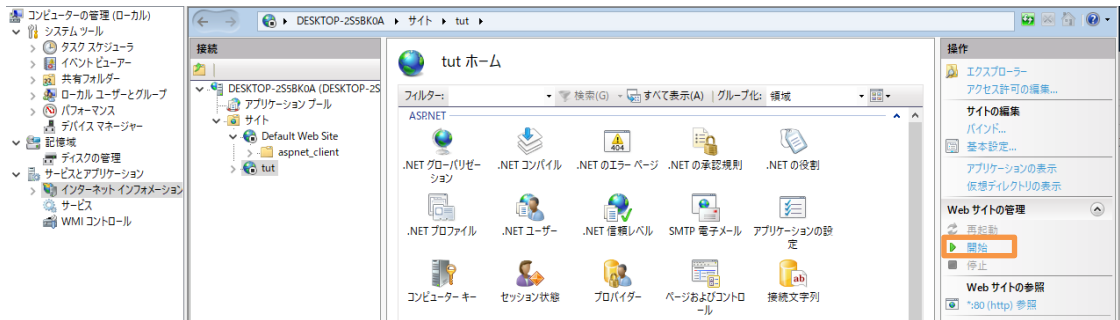 コンピューターの管理 (ローカル)
システム ツール
タスク スケジューラ
イベント ビューアー
共有フォルダー
ローカル ユーザーとグループ
パフォーマンス
デバイス マネージャー
記憶域
ディスクの管理
サービスとアプリケーション
インターネット インフォメーション
サービス
WMI コントロール
DESKTOP-2S5BK0A ▸ サイト ▸ tut ▸
接続
DESKTOP-2S5BK0A (DESKTOP-2S
アプリケーション プール
サイト
Default Web Site
aspnet_client
tut
tut ホーム
フィルター: 検索(G) すべて表示(A) | グループ化: 領域
ASP.NET
.NET グローバリゼーション
.NET コンパイル
.NET のエラー ページ
.NET の承認規則
.NET の役割
.NET プロファイル
.NET ユーザー
.NET 信頼レベル
SMTP 電子メール
アプリケーションの設定
コンピューター キー
セッション状態
プロバイダー
ページおよびコントロール
接続文字列
操作
エクスプローラー
アクセス許可の編集...
サイトの編集
バインド...
基本設定...
アプリケーションの表示
仮想ディレクトリの表示
Web サイトの管理
再起動
開始
停止
Web サイトの参照
*:80 (http) 参照